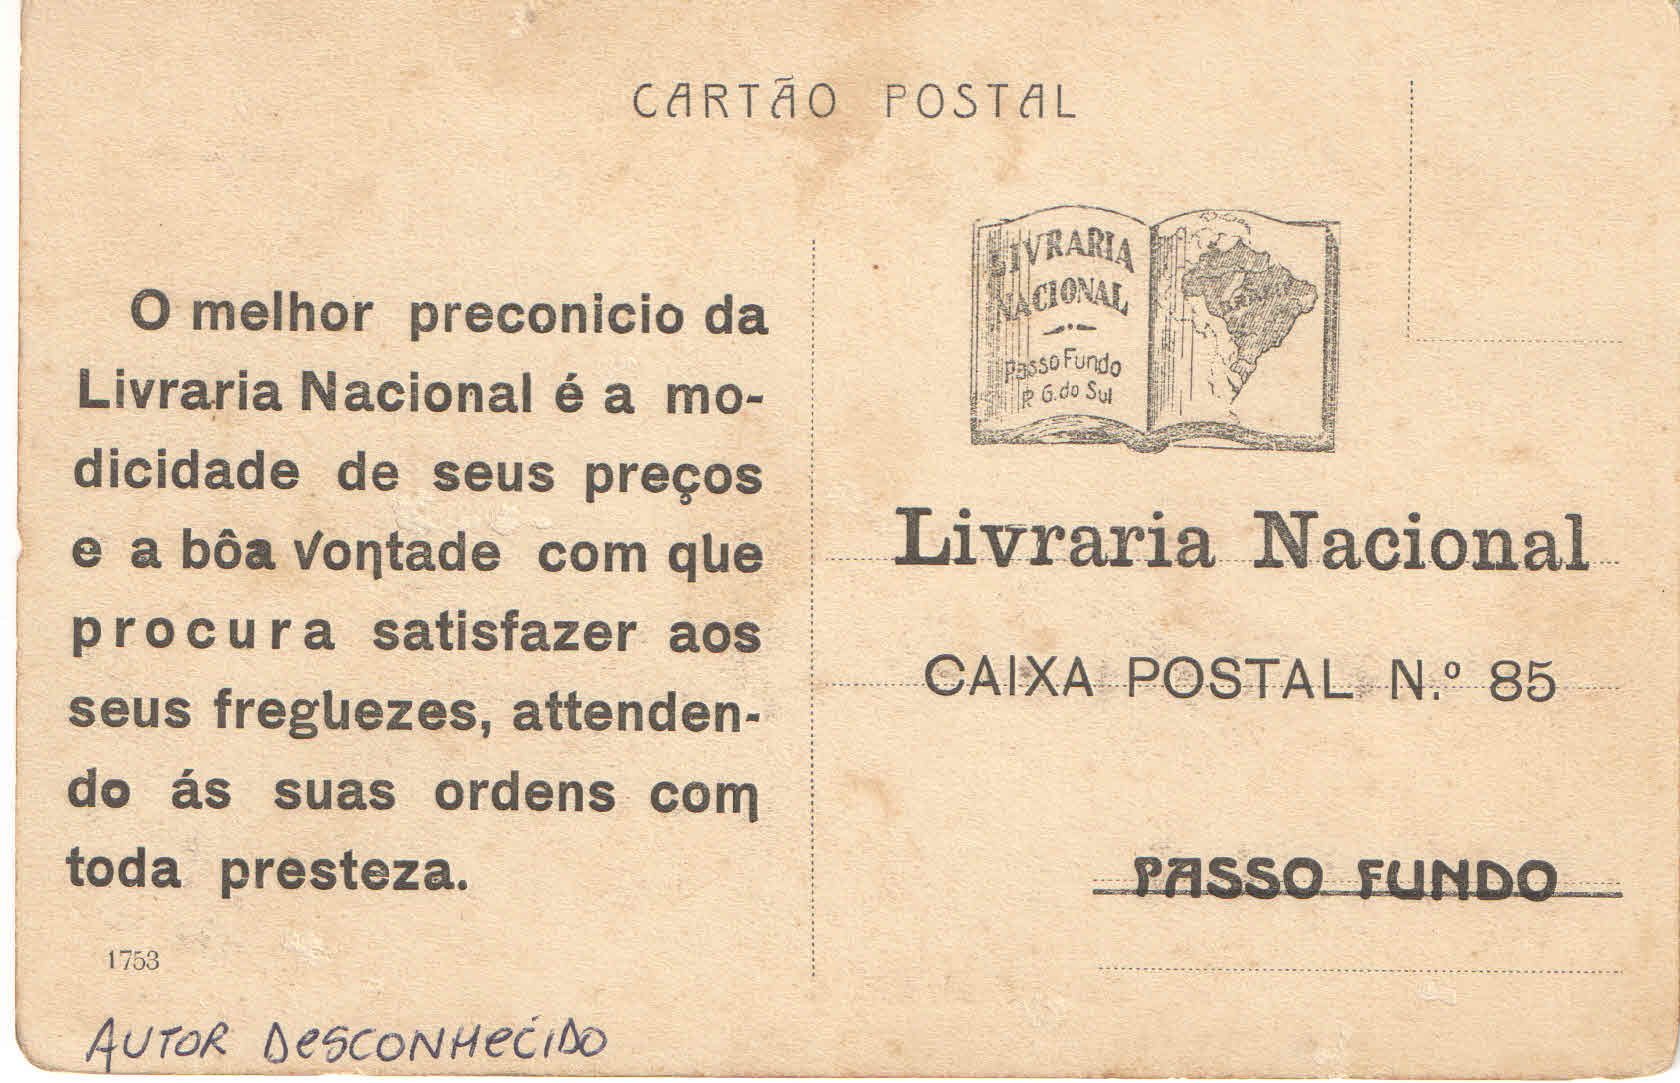 CARTÃO POSTAL
O melhor preconicio da
Livraria Nacional é a mo-
dicidade de seus preços
e a bôa vontade com que
procura satisfazer aos
seus freguezes, attenden-
do ás suas ordens com
toda presteza.
1753
AUTOR DESCONHECIDO
LIVRARIA
NACIONAL
Passo Fundo
R. G. do Sul
BRASIL
Livraria Nacional
CAIXA POSTAL N.º 85
PASSO FUNDO